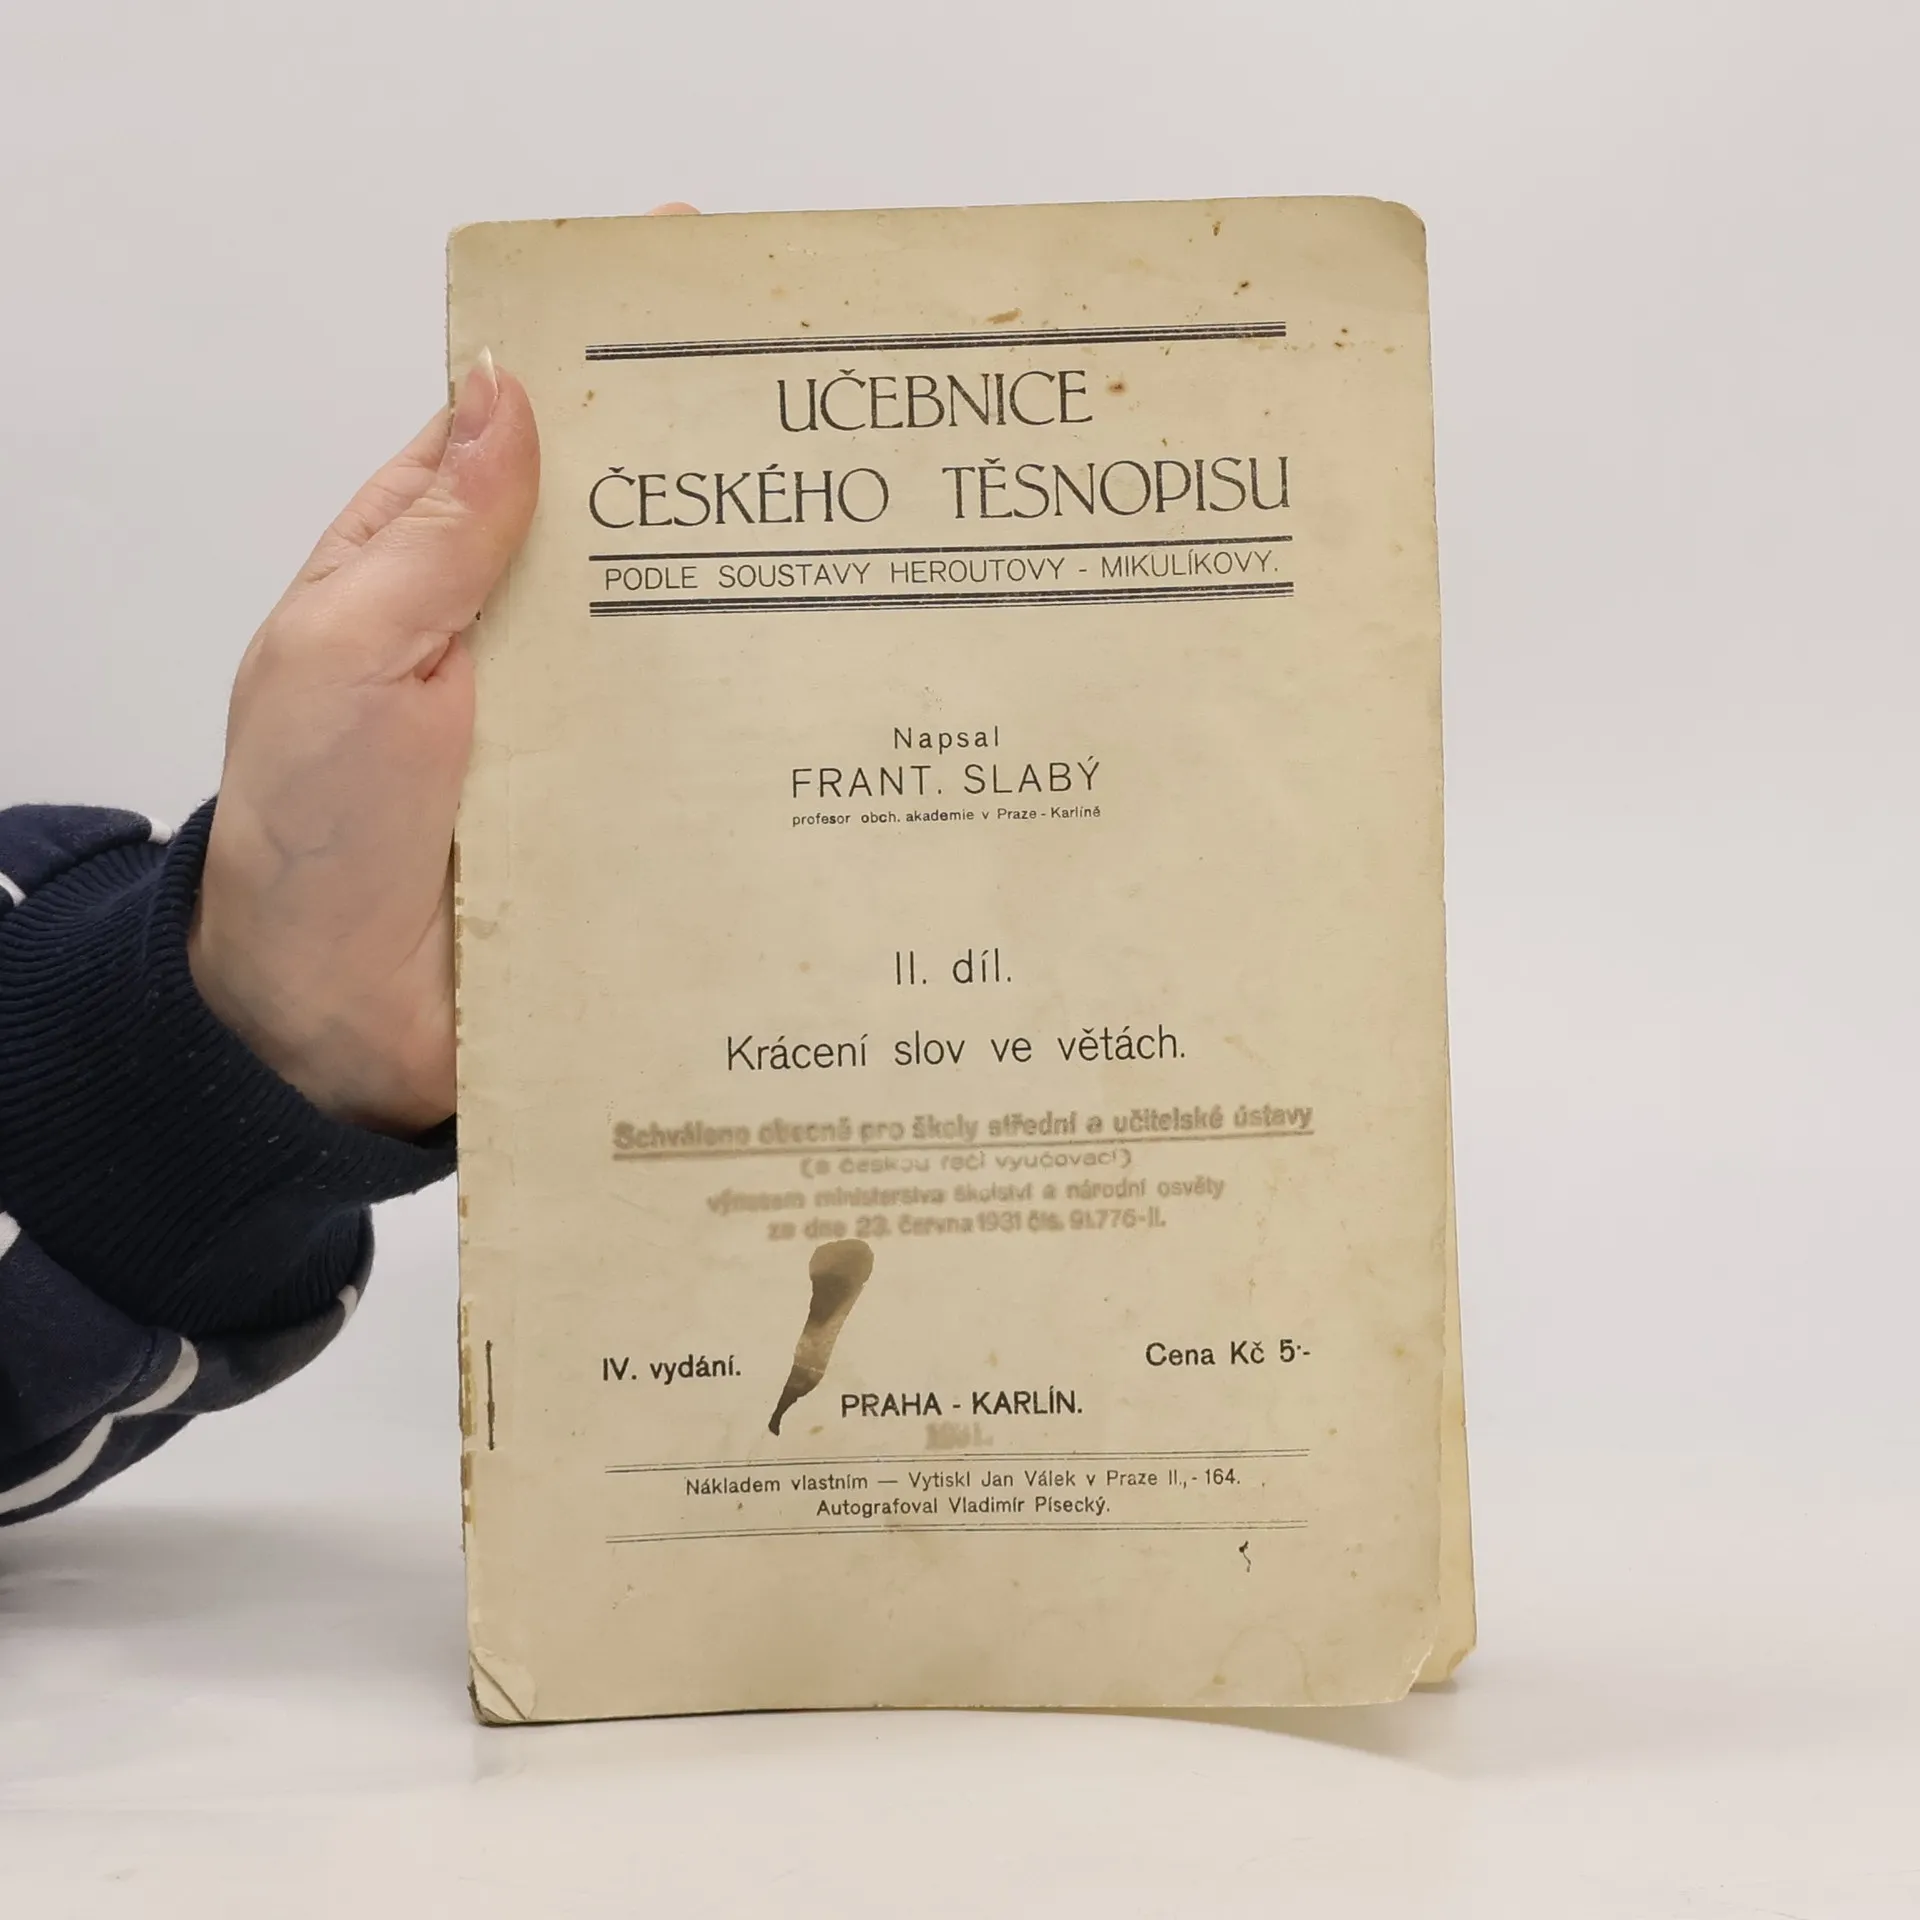 UČEBNICE
ČESKÉHO TĚSNOPISU
PODLE SOUSTAVY HEROUTOVY - MIKULÍKOVY.
Napsal
FRANT. SLABÝ
profesor obch. akademie v Praze - Karlíně
II. díl.
Krácení slov ve větách.
Schváleno obecně pro školy střední a učitelské ústavy
(s českou řečí vyučovací)
výnosem ministerstva školství a národní osvěty
ze dne 23. června 1931 čís. 91.776-II.
IV. vydání.
Cena Kč 5·-
PRAHA - KARLÍN.
Nákladem vlastním — Vytiskl Jan Válek v Praze II., - 164.
Autografoval Vladimír Písecký.